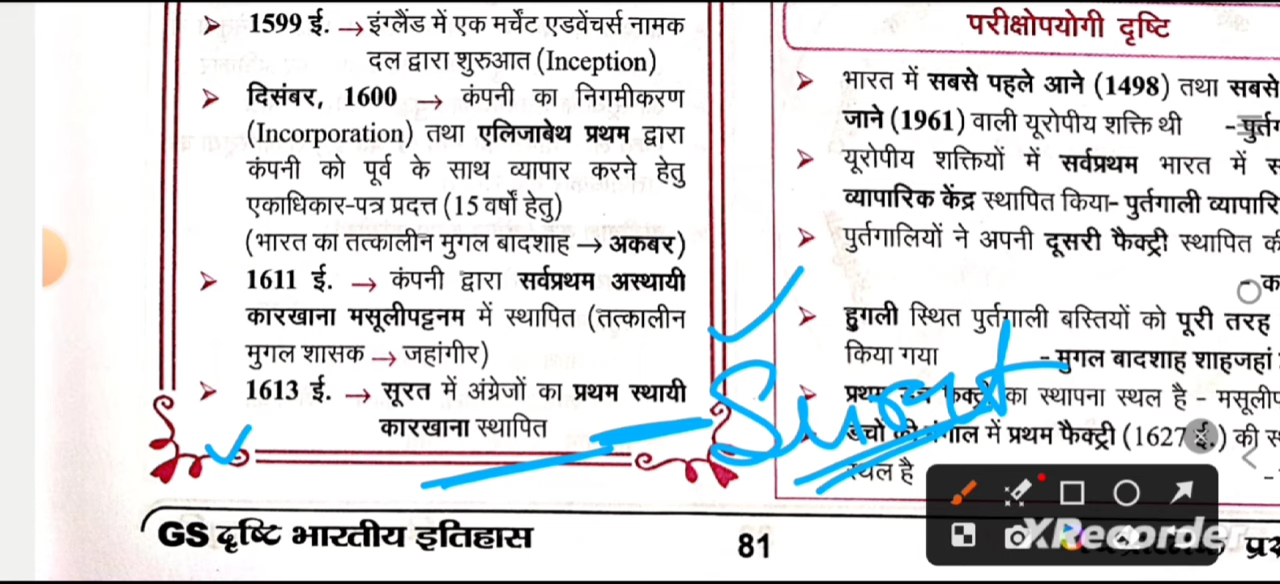 1599 ई. → इंग्लैंड में एक मर्चेंट एडवेंचर्स नामक
दल द्वारा शुरुआत (Inception)
दिसंबर, 1600 → कंपनी का निगमीकरण
(Incorporation) तथा एलिजाबेथ प्रथम द्वारा
कंपनी को पूर्व के साथ व्यापार करने हेतु
एकाधिकार-पत्र प्रदत्त (15 वर्षों हेतु)
(भारत का तत्कालीन मुगल बादशाह → अकबर)
1611 ई. → कंपनी द्वारा सर्वप्रथम अस्थायी
कारखाना मसूलीपट्टनम में स्थापित (तत्कालीन
मुगल शासक → जहांगीर)
1613 ई. → सूरत में अंग्रेजों का प्रथम स्थायी
कारखाना स्थापित
परीक्षोपयोगी दृष्टि
भारत में सबसे पहले आने (1498) तथा सबसे
जाने (1961) वाली यूरोपीय शक्ति थी
यूरोपीय शक्तियों में सर्वप्रथम भारत में
व्यापारिक केंद्र स्थापित किया- पुर्तगाली
पुर्तगालियों ने अपनी दूसरी फैक्ट्री स्थापित
हुगली स्थित पुर्तगाली बस्तियों को पूरी तरह
किया गया - मुगल बादशाह शाहजहां
प्रथम का स्थापना स्थल है -
में प्रथम फैक्ट्री (1627 ई.) की
स्थल है
Surat
GS दृष्टि भारतीय इतिहास
81
XRecorder